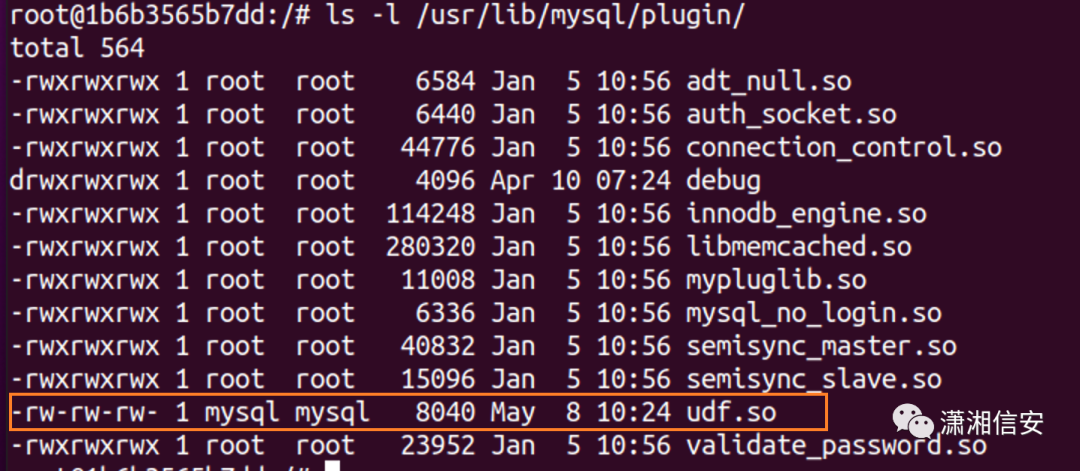 root@1b6b3565b7dd:/# ls -l /usr/lib/mysql/plugin/
total 564
-rwxrwxrwx 1 root  root    6584 Jan  5 10:56 adt_null.so
-rwxrwxrwx 1 root  root    6440 Jan  5 10:56 auth_socket.so
-rwxrwxrwx 1 root  root   44776 Jan  5 10:56 connection_control.so
drwxrwxrwx 1 root  root    4096 Apr 10 07:24 debug
-rwxrwxrwx 1 root  root  114248 Jan  5 10:56 innodb_engine.so
-rwxrwxrwx 1 root  root  280320 Jan  5 10:56 libmemcached.so
-rwxrwxrwx 1 root  root   11008 Jan  5 10:56 mypluglib.so
-rwxrwxrwx 1 root  root    6336 Jan  5 10:56 mysql_no_login.so
-rwxrwxrwx 1 root  root   40832 Jan  5 10:56 semisync_master.so
-rwxrwxrwx 1 root  root   15096 Jan  5 10:56 semisync_slave.so
-rw-rw-rw- 1 mysql mysql   8040 May  8 10:24 udf.so
潇湘信安
-rwxrwxrwx 1 root  root   23952 Jan  5 10:56 validate_password.so
root@1b6b3565b7dd:/#